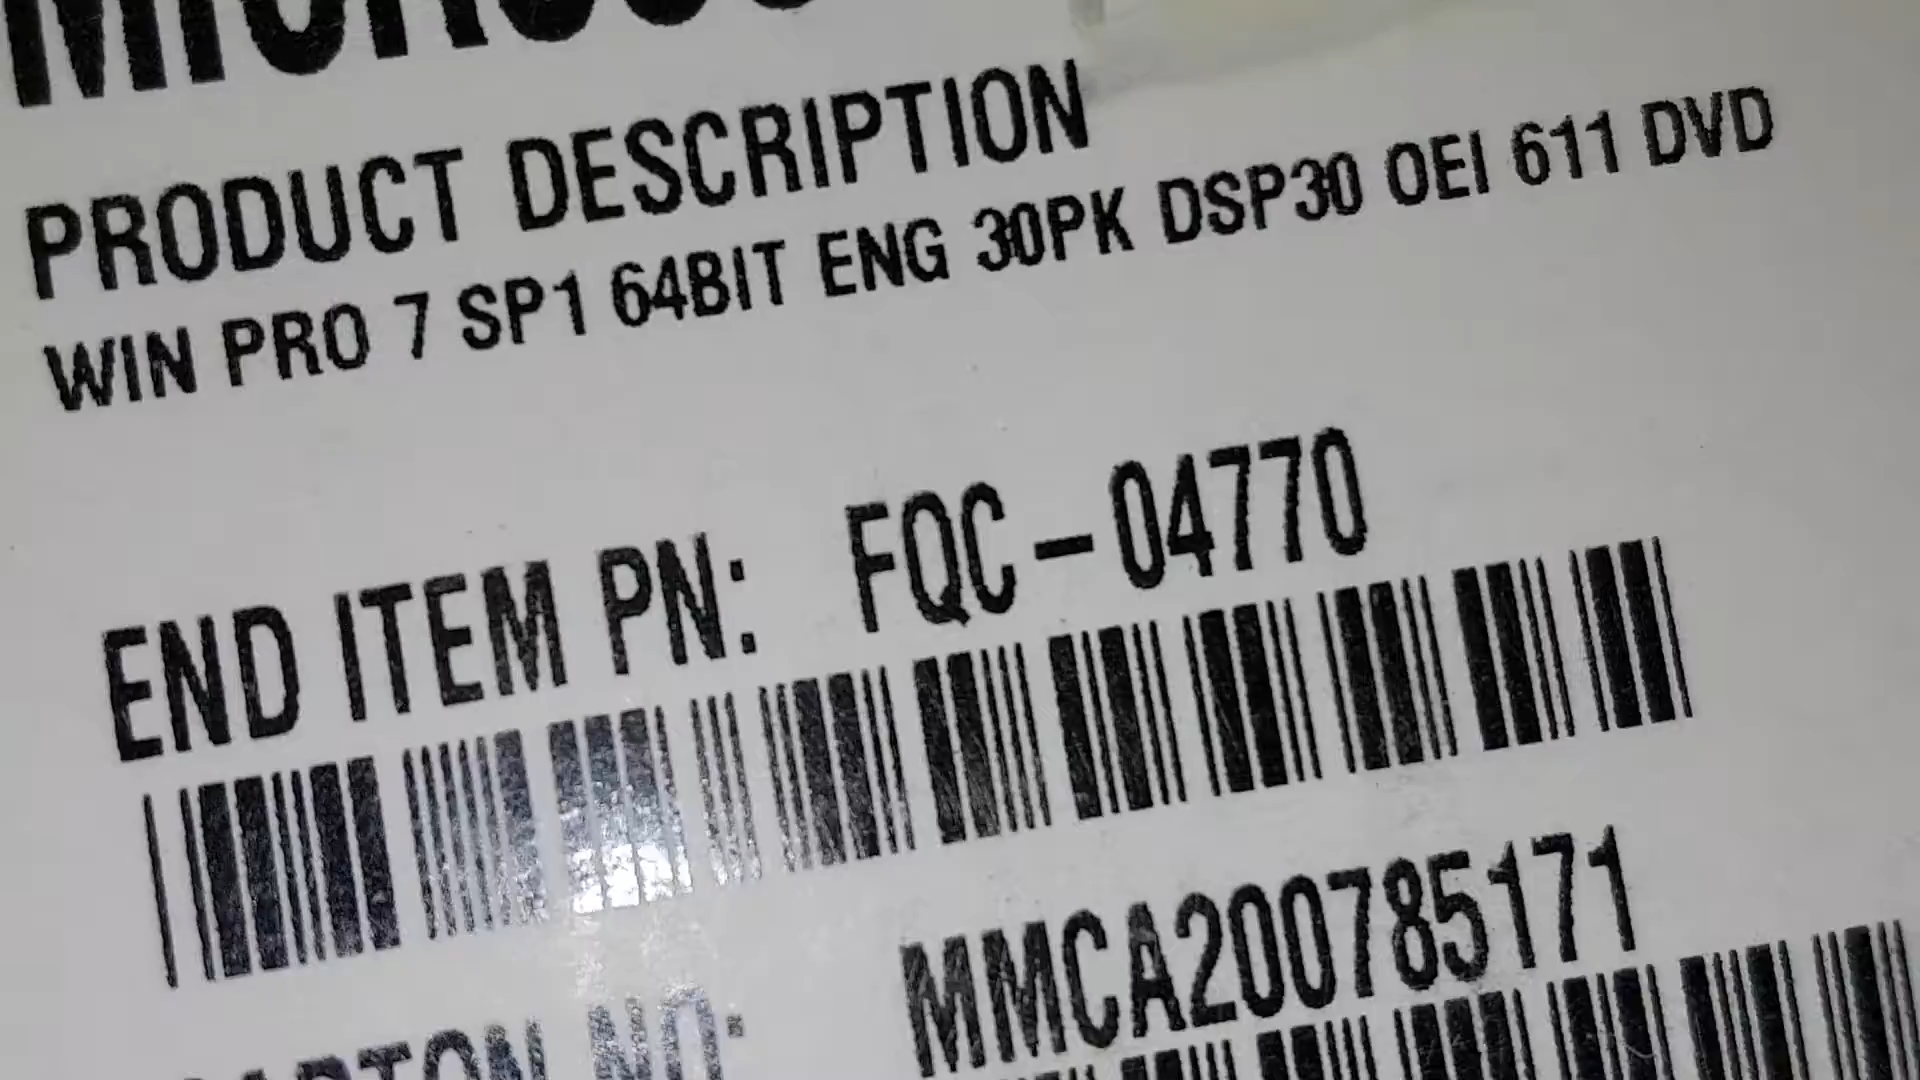 PRODUCT DESCRIPTION
WIN PRO 7 SP1 64BIT ENG 30PK DSP30 OEI 611 DVD
END ITEM PN: FQC-04770
MMCA200785171
NO: